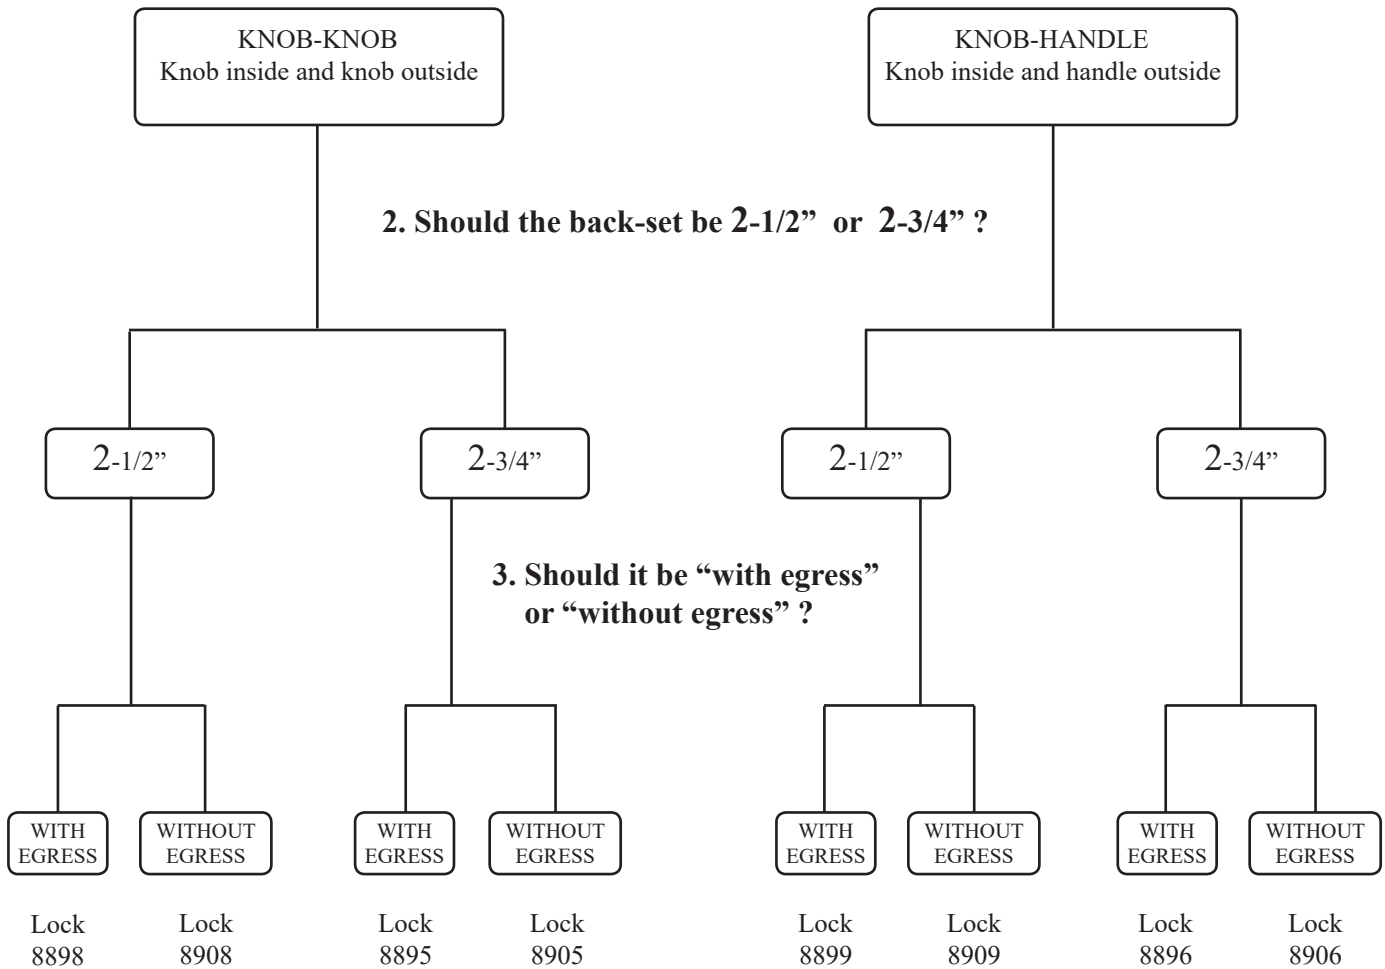 KNOB-KNOB
Knob inside and knob outside
KNOB-HANDLE
Knob inside and handle outside
2. Should the back-set be 2-1/2” or 2-3/4” ?
2-1/2”
2-3/4”
2-1/2”
2-3/4”
3. Should it be “with egress”
or “without egress” ?
WITH
EGRESS
WITHOUT
EGRESS
WITH
EGRESS
WITHOUT
EGRESS
WITH
EGRESS
WITHOUT
EGRESS
WITH
EGRESS
WITHOUT
EGRESS
Lock
8898
Lock
8908
Lock
8895
Lock
8905
Lock
8899
Lock
8909
Lock
8896
Lock
8906